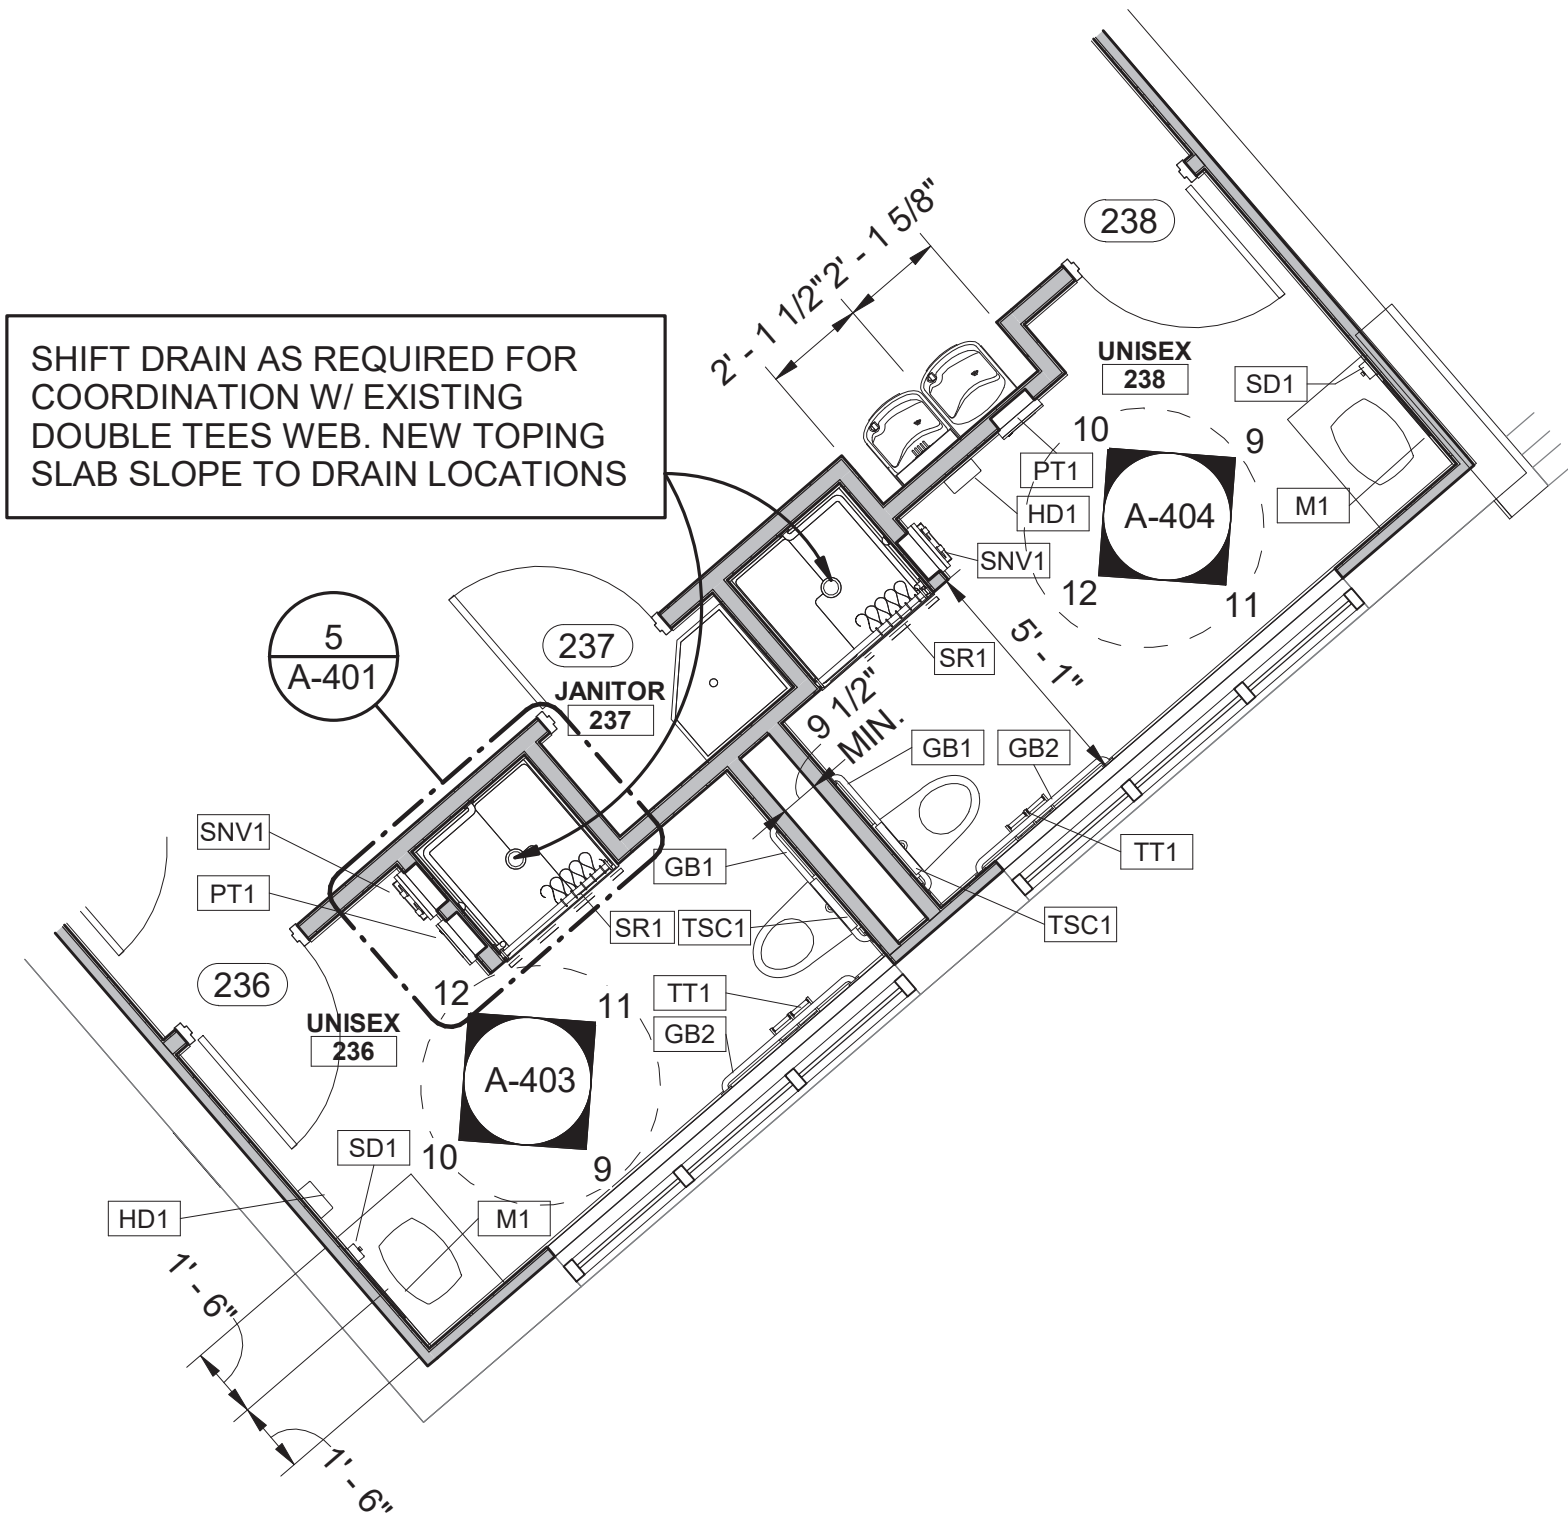 238
2' - 1 1/2"
2' - 1 5/8"
SHIFT DRAIN AS REQUIRED FOR
COORDINATION W/ EXISTING
DOUBLE TEES WEB. NEW TOPING
SLAB SLOPE TO DRAIN LOCATIONS
UNISEX
238
SD1
10
9
PT1
HD1
A-404
M1
SNV1
12
11
5
A-401
237
JANITOR
237
SR1
5' - 1"
9 1/2"
MIN.
GB1
GB2
SNV1
PT1
GB1
TT1
SR1
TSC1
TSC1
236
12
11
TT1
GB2
UNISEX
236
A-403
SD1
10
9
HD1
M1
1' - 6"
1' - 6"